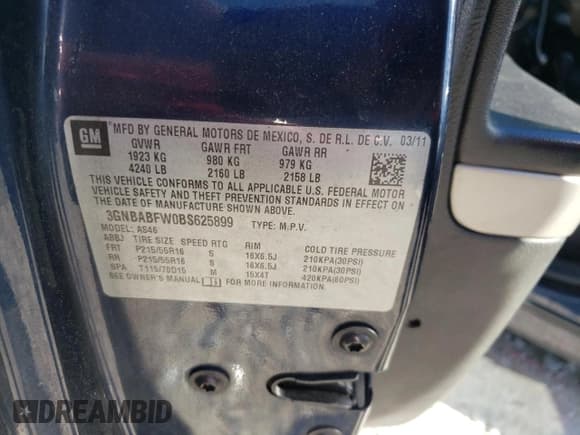 GM
MFD BY GENERAL MOTORS DE MEXICO, S. DE R.L. DE C.V. 03/11
GVWR GAWR FRT GAWR RR
1923 KG 980 KG 979 KG
4240 LB 2160 LB 2158 LB
THIS VEHICLE CONFORMS TO ALL APPLICABLE U.S. FEDERAL MOTOR
VEHICLE SAFETY AND THEFT PREVENTION STANDARDS IN EFFECT ON
THE DATE OF MANUFACTURE SHOWN ABOVE.
3GNBABFW0BS625899 TYPE: M.P.V.
MODEL: AS46
ABBJ TIRE SIZE SPEED RTG RIM COLD TIRE PRESSURE
FRT P215/55R16 S 16X6.5J 210KPA(30PSI)
RR P215/55R16 S 16X6.5J 210KPA(30PSI)
SPA T115/70D15 M 15X4T 420KPA(60PSI)
SEE OWNER'S MANUAL FOR MORE INFORMATION.
DREAMBID